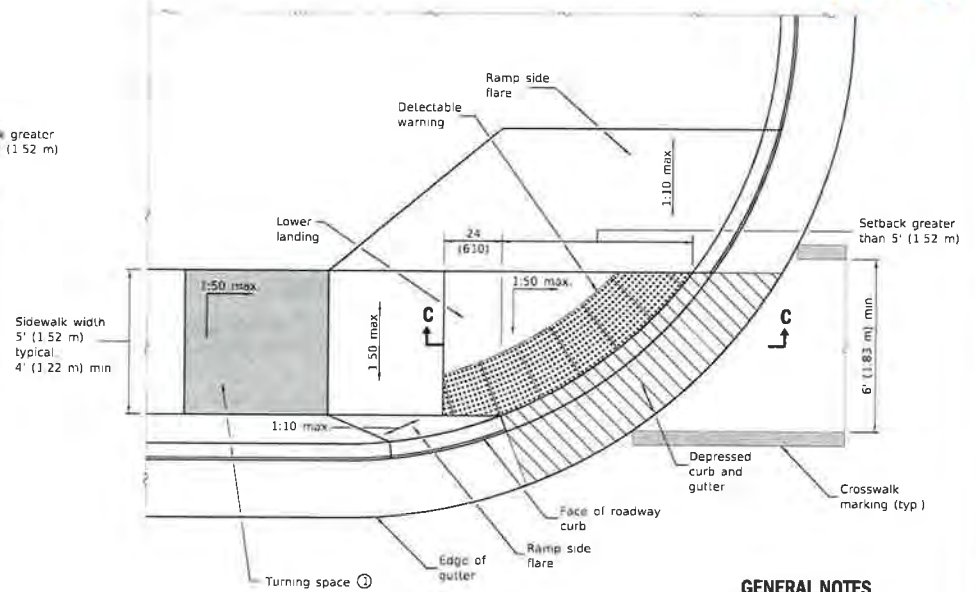 Ramp side
flare
Detectable
warning
greater
(1 52 m)
1:10 max
Lower
landing
24
(610)
Setback greater
than 5' (1 52 m)
1:50 max.
1:50 max.
C
C
Sidewalk width
5' (1 52 m)
typical
4' (1.22 m) min
1 50 max
6' (1.83 m) min
1:10 max
Depressed
curb and
gutter
Crosswalk
marking (typ )
Face of roadway
curb
Ramp side
flare
Edge of
gutter
Turning space ①
GENERAL NOTES